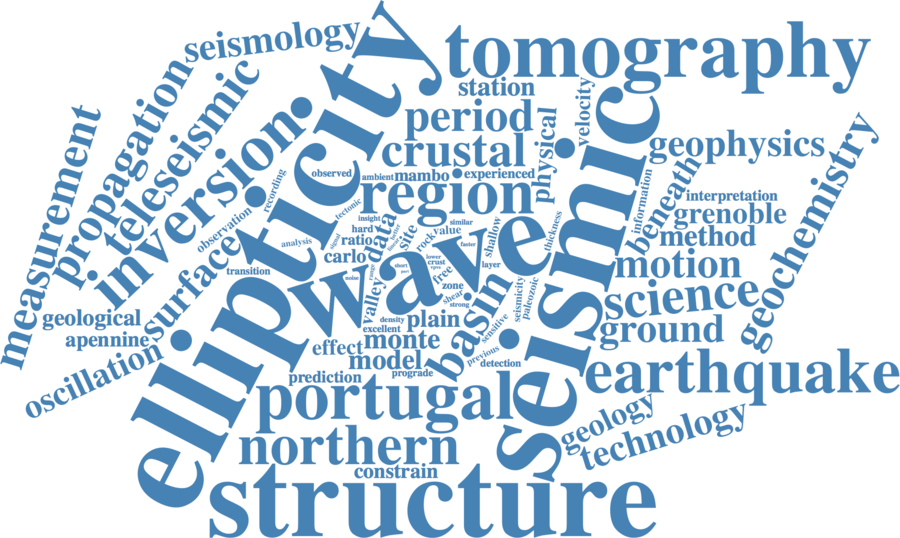 seismology
tomography
ellipticity
propagation
teleseismic
station
velocity
measurement
inversion
period
physical
seismic
geophysics
geochemistry
crustal
observed
ambient
mambo
experienced
region
recording
tectonic
information
beneath
interpretation
grenoble
method
observation
insight
similar
hard
value
data
site
rock
faster
shallow
thickness
analysis
signal
ratio
carlo
lower
crust
layer
wave
motion
transition
surface
short
range
free
zone
shear
strong
seismicity
paleozoic
science
geological
valley
density
plain
basin
sensitive
ground
apennine
excellent
monte
effect
model
previous
detection
earthquake
oscillation
prediction
prograde
portugal
geology
technology
northern
constrain
structure